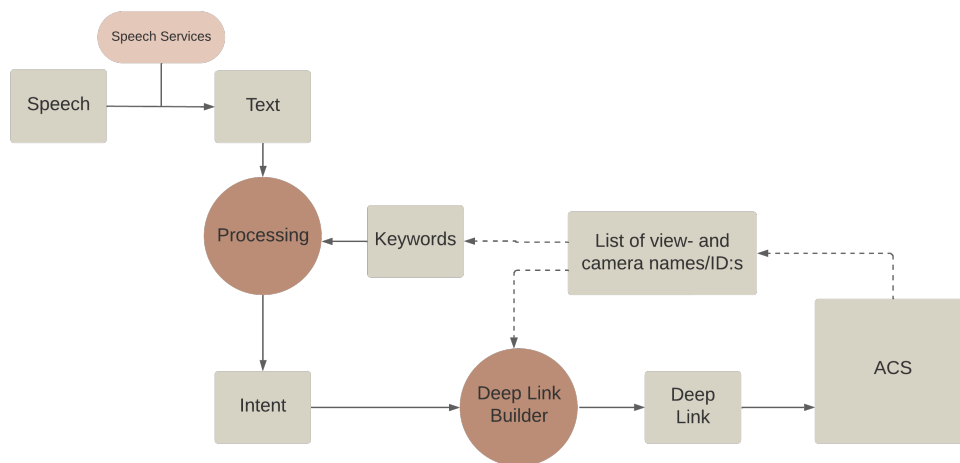 Speech Services
Speech
Text
Processing
Keywords
List of view- and
camera names/ID:s
ACS
Intent
Deep Link
Builder
Deep
Link